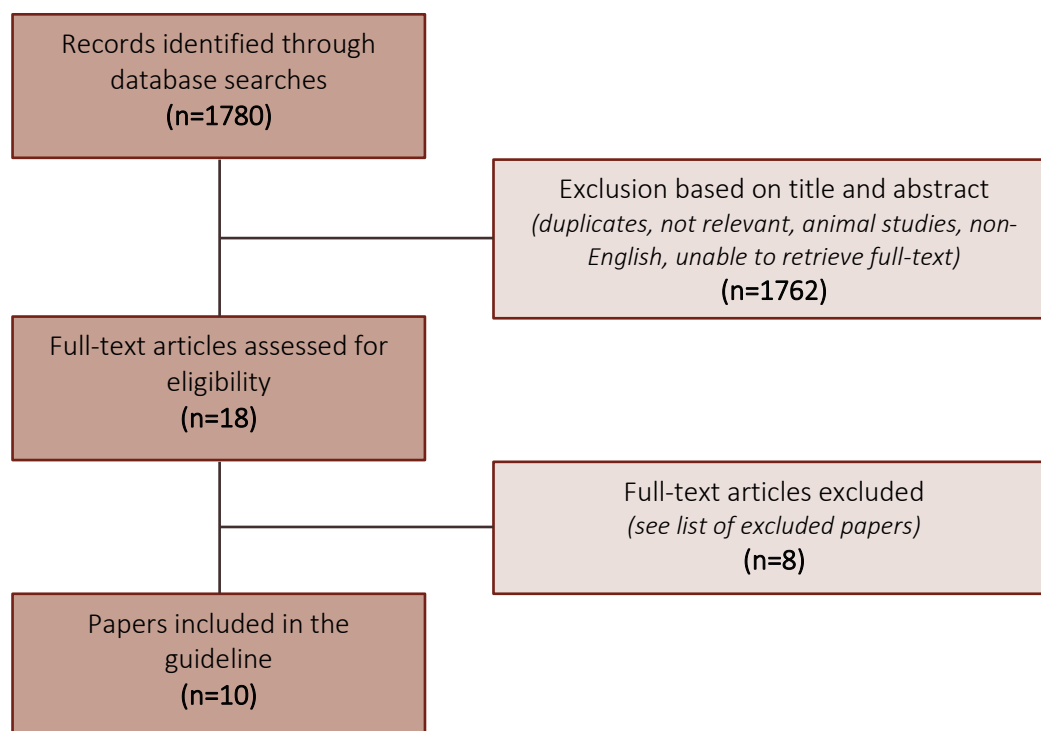 Records identified through
database searches
(n=1780)
Exclusion based on title and abstract
(duplicates, not relevant, animal studies, non-
English, unable to retrieve full-text)
(n=1762)
Full-text articles assessed for
eligibility
(n=18)
Full-text articles excluded
(see list of excluded papers)
(n=8)
Papers included in the
guideline
(n=10)